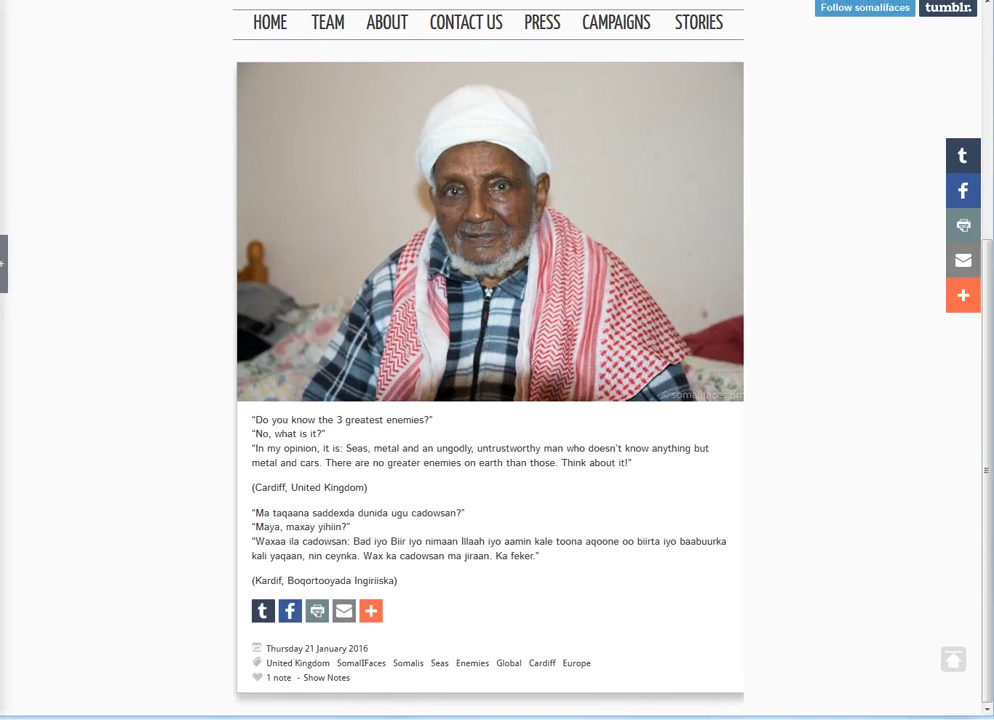 HOME TEAM ABOUT CONTACT US PRESS CAMPAIGNS STORIES
Follow somalifaces tumblr.
© somalifaces.
“Do you know the 3 greatest enemies?”
“No, what is it?”
“In my opinion, it is: Seas, metal and an ungodly, untrustworthy man who doesn’t know anything but
metal and cars. There are no greater enemies on earth than those. Think about it!”
(Cardiff, United Kingdom)
“Ma taqaana saddexda dunida ugu cadowsan?”
“Maya, maxay yihiin?”
“Waxaa ila cadowsan: Bad iyo Biir iyo nimaan Illaah iyo aamin kale toona aqoone oo biirta iyo baabuurka
kali yaqaan, nin ceynka. Wax ka cadowsan ma jiraan. Ka feker.”
(Kardif, Boqortooyada Ingiriiska)
Thursday 21 January 2016
United Kingdom SomalIFaces Somalis Seas Enemies Global Cardiff Europe
1 note - Show Notes